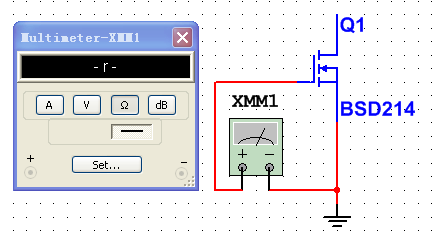 Multimeter-XMM1
-r-
A V Ω dB
+ -
Set...
XMM1
+ -
Q1
BSD214